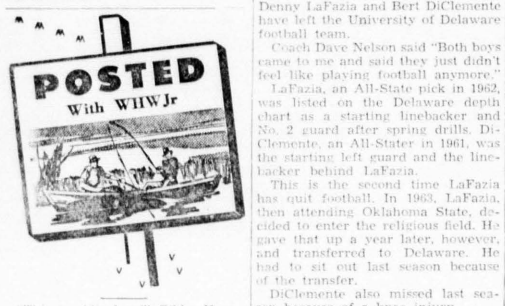 POSTED
With WHWJr
Denny LaFazia and Bert DiClemente
have left the University of Delaware
football team.
Coach Dave Nelson said "Both boys
came to me and said they just didn't
feel like playing football anymore."
LaFazia, an All-State pick in 1962,
was listed on the Delaware depth
chart as a starting linebacker and
No. 2 guard after spring drills. Di-
Clemente, an All-Stater in 1961, was
the starting left guard and the line-
backer behind LaFazia.
This is the second time LaFazia
has quit football. In 1963, LaFazia,
then attending Oklahoma State, de-
cided to enter the religious field. He
gave that up a year later, however,
and transferred to Delaware. He
had to sit out last season because
of the transfer.
DiClemente also missed last sea-